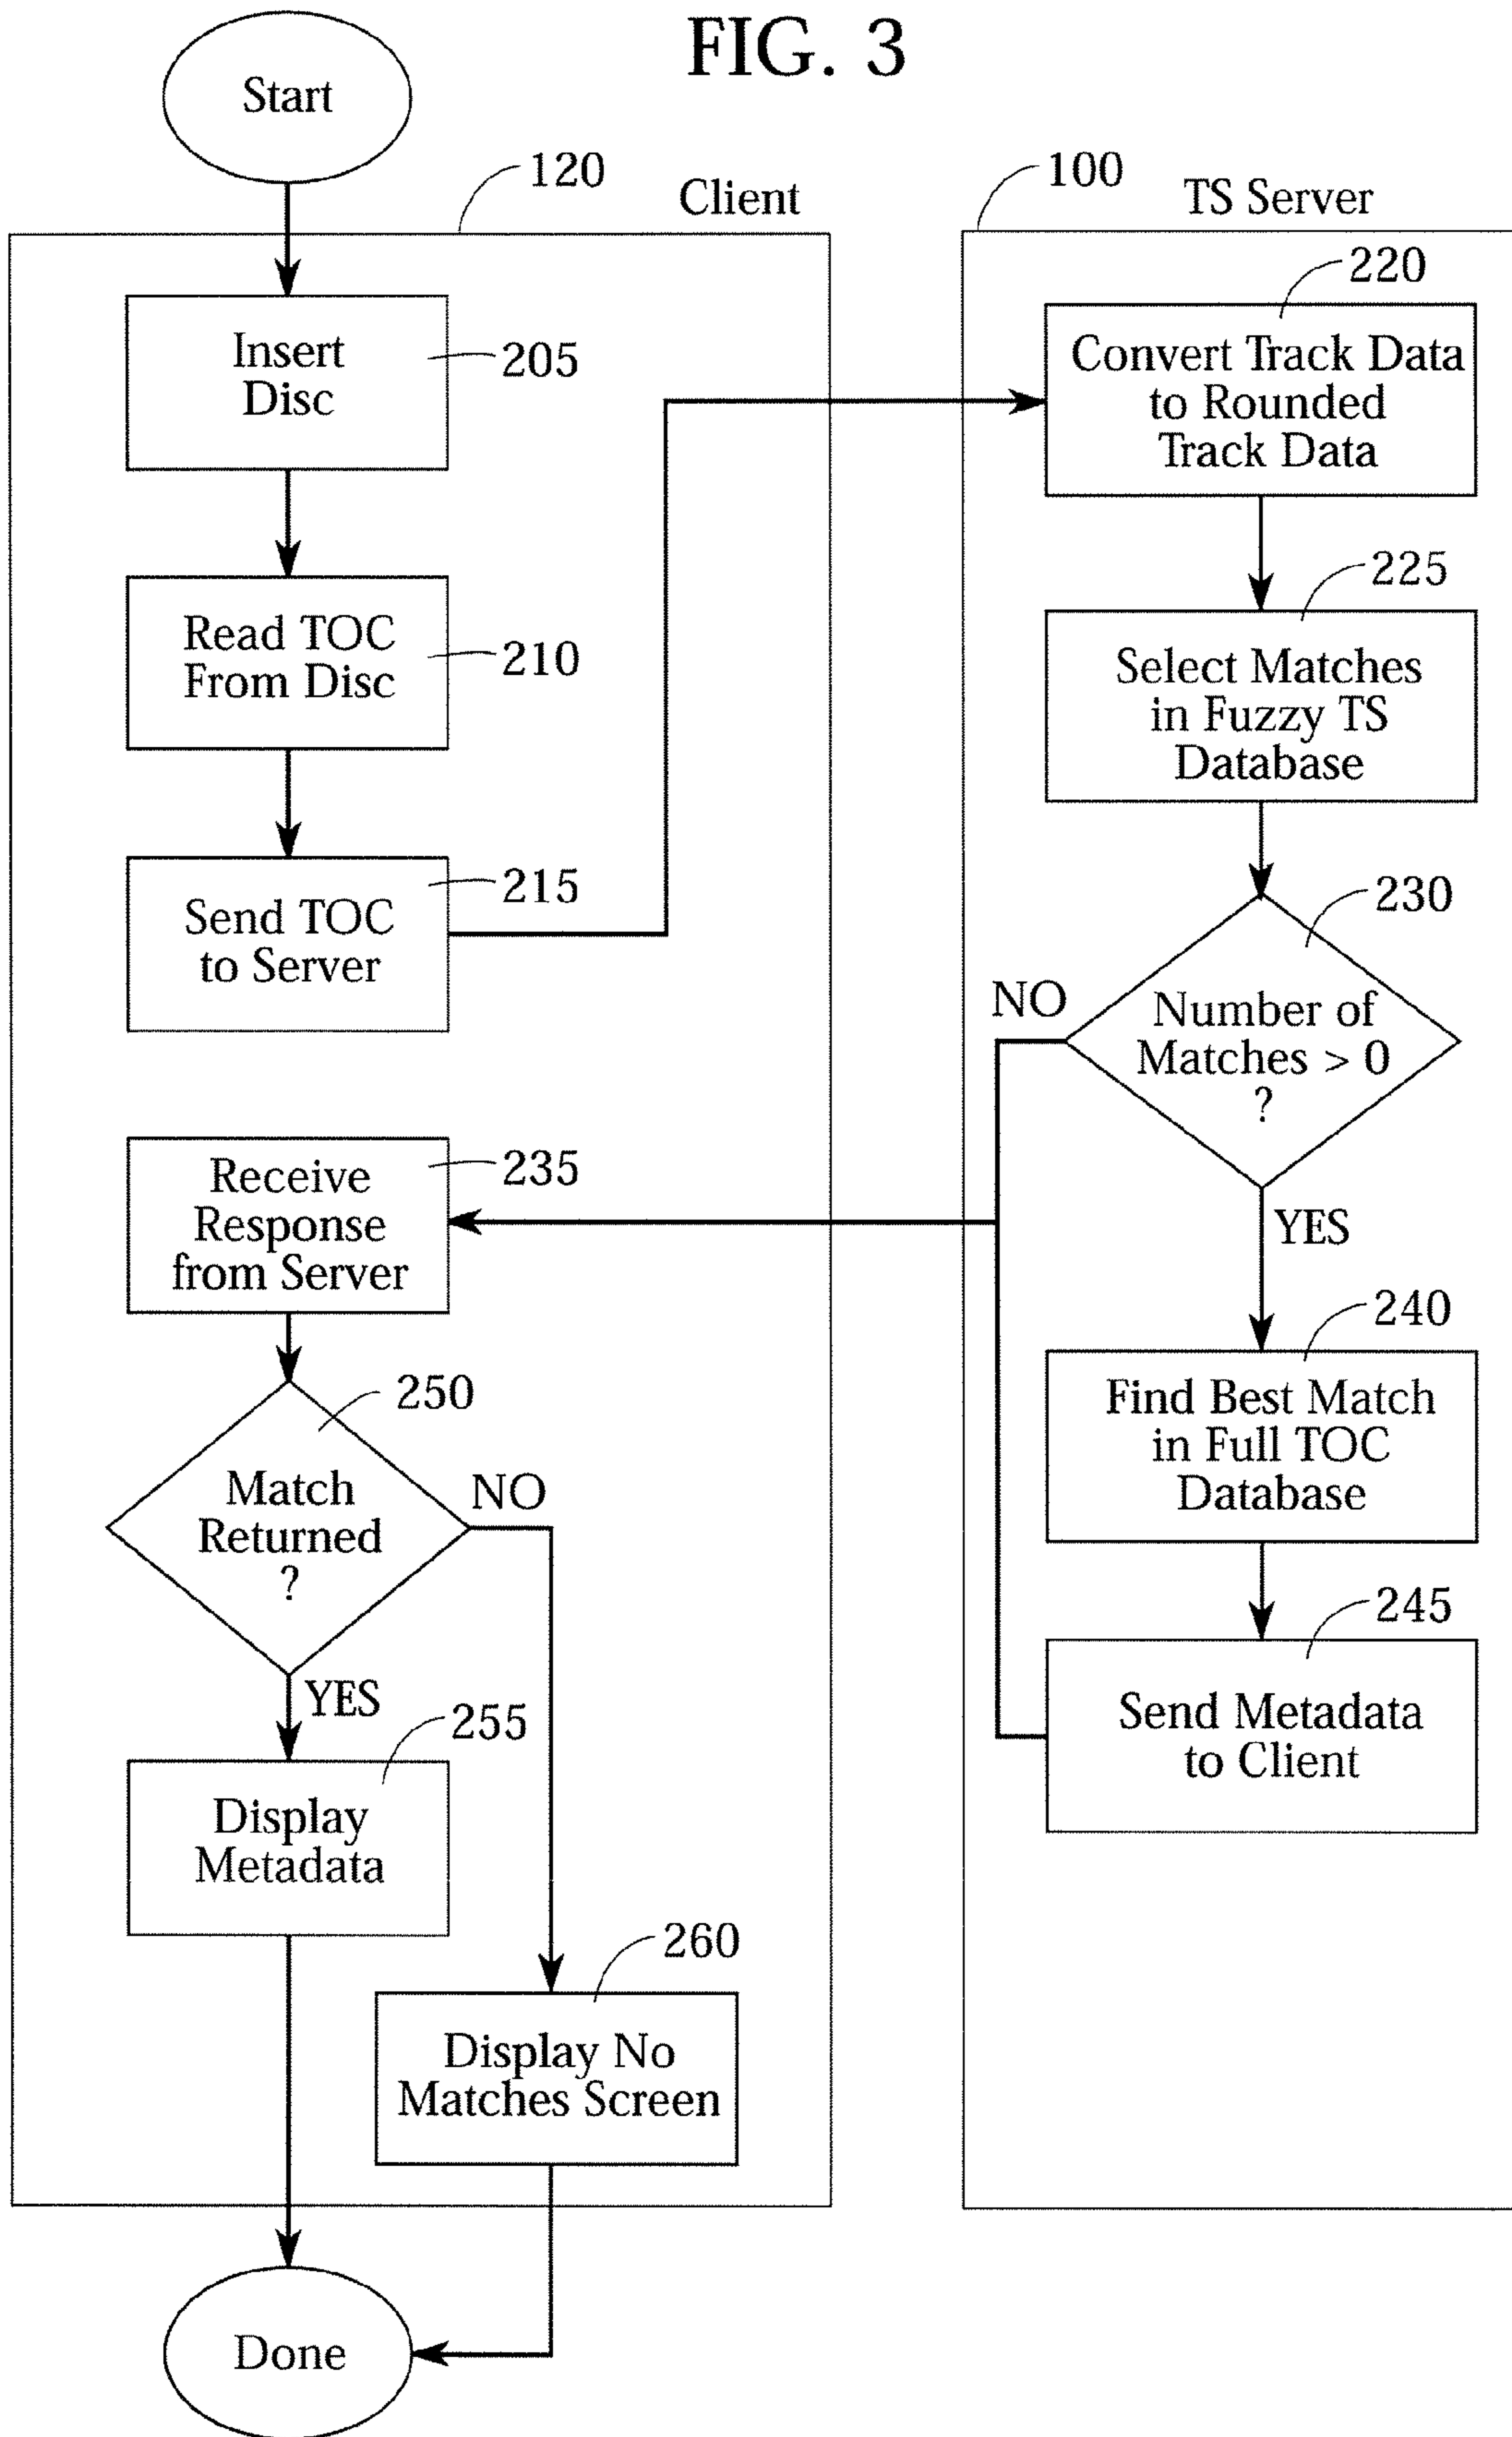 FIG. 3
Start
120
Client
100
TS Server
Insert
Disc
205
Read TOC
From Disc
210
Send TOC
to Server
215
220
Convert Track Data
to Rounded
Track Data
225
Select Matches
in Fuzzy TS
Database
230
Number of
Matches > 0
?
NO
YES
Receive
Response
from Server
235
240
Find Best Match
in Full TOC
Database
245
Send Metadata
to Client
250
Match
Returned
?
NO
YES
255
Display
Metadata
260
Display No
Matches Screen
Done